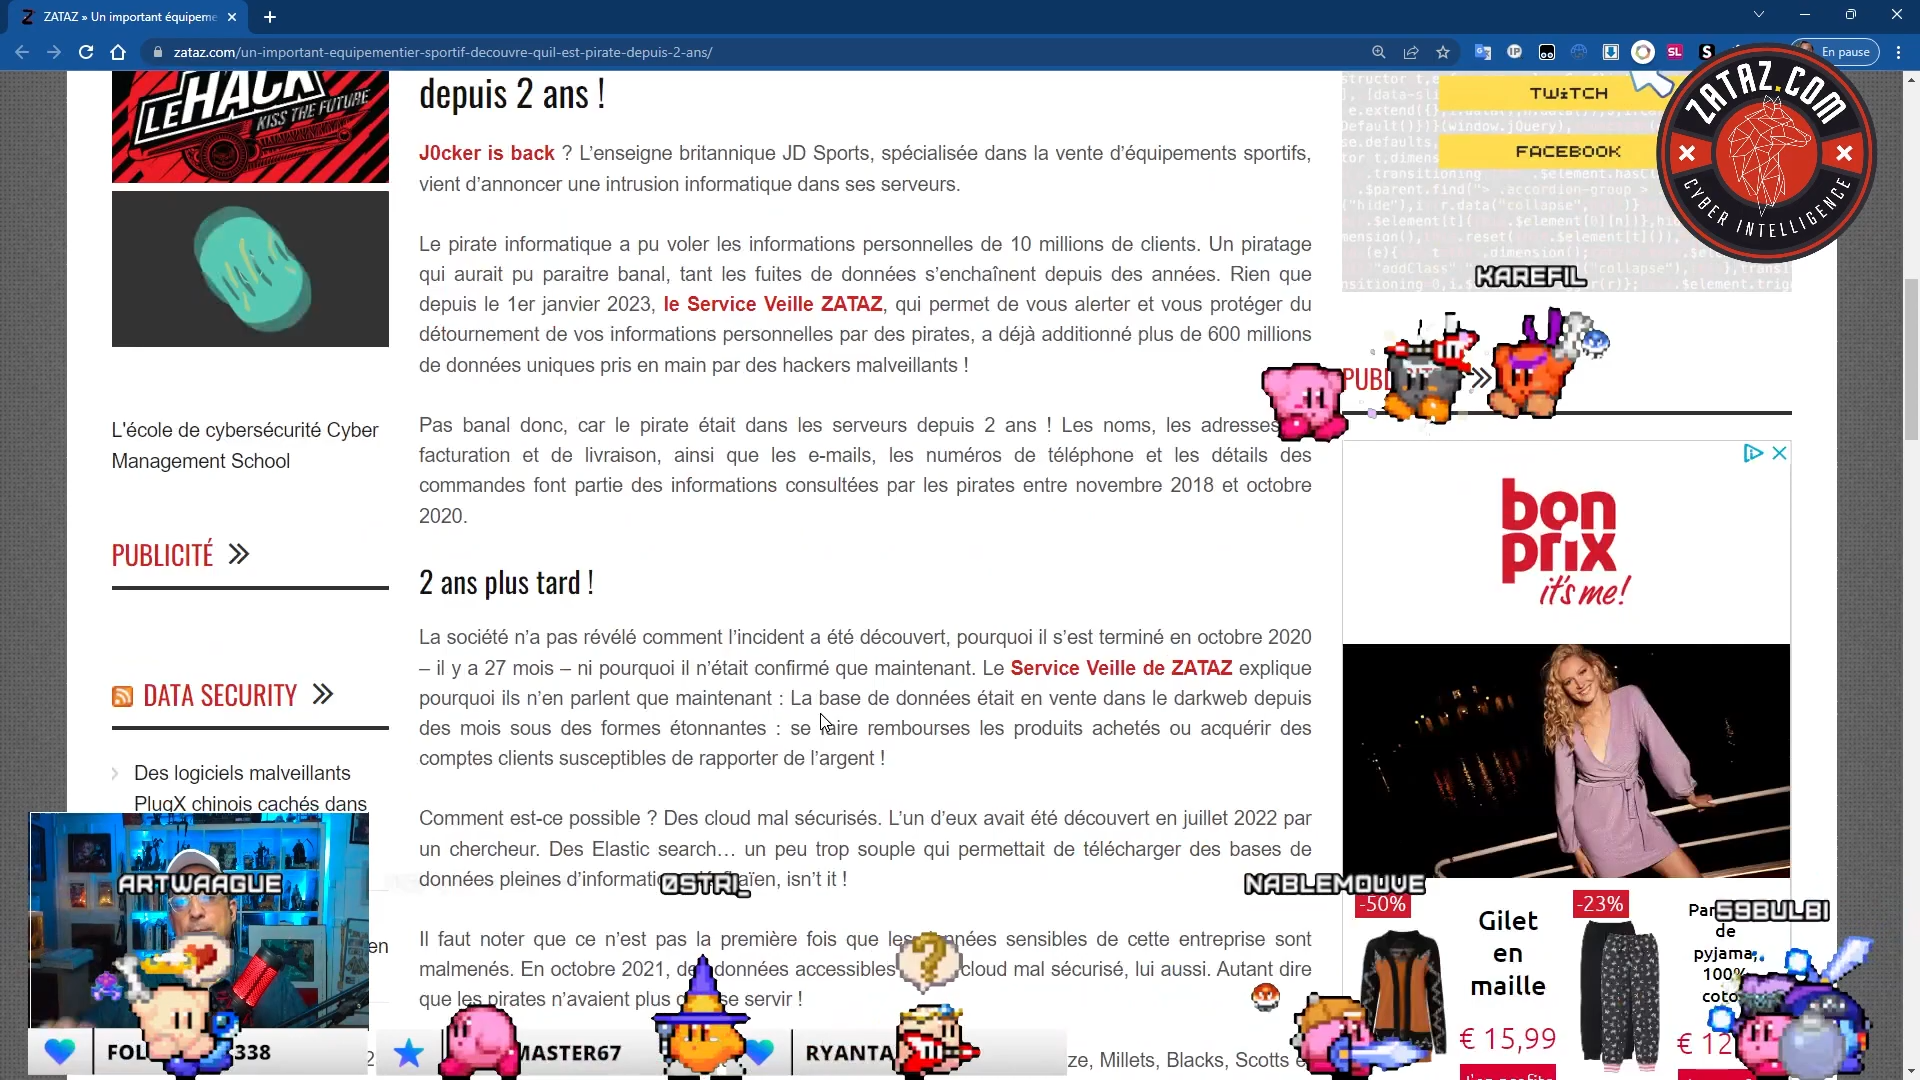 ZATAZ » Un important équipeme
zataz.com/un-important-equipementier-sportif-decouvre-quil-est-pirate-depuis-2-ans/
En pause
LEHACK
KISS THE FUTURE
L'école de cybersécurité Cyber
Management School
PUBLICITÉ
DATA SECURITY
Des logiciels malveillants
PlugX chinois cachés dans
en
depuis 2 ans !
J0cker is back ? L’enseigne britannique JD Sports, spécialisée dans la vente d’équipements sportifs,
vient d’annoncer une intrusion informatique dans ses serveurs.
Le pirate informatique a pu voler les informations personnelles de 10 millions de clients. Un piratage
qui aurait pu paraitre banal, tant les fuites de données s’enchaînent depuis des années. Rien que
depuis le 1er janvier 2023, le Service Veille ZATAZ, qui permet de vous alerter et vous protéger du
détournement de vos informations personnelles par des pirates, a déjà additionné plus de 600 millions
de données uniques pris en main par des hackers malveillants !
Pas banal donc, car le pirate était dans les serveurs depuis 2 ans ! Les noms, les adresses
facturation et de livraison, ainsi que les e-mails, les numéros de téléphone et les détails des
commandes font partie des informations consultées par les pirates entre novembre 2018 et octobre
2020.
2 ans plus tard !
La société n’a pas révélé comment l’incident a été découvert, pourquoi il s’est terminé en octobre 2020
– il y a 27 mois – ni pourquoi il n’était confirmé que maintenant. Le Service Veille de ZATAZ explique
pourquoi ils n’en parlent que maintenant : La base de données était en vente dans le darkweb depuis
des mois sous des formes étonnantes : se faire rembourses les produits achetés ou acquérir des
comptes clients susceptibles de rapporter de l’argent !
Comment est-ce possible ? Des cloud mal sécurisés. L’un d’eux avait été découvert en juillet 2022 par
un chercheur. Des Elastic search… un peu trop souple qui permettait de télécharger des bases de
données pleines isn’t it !
Il faut noter que ce n’est pas la première fois que les données sensibles de cette entreprise sont
malmenés. En octobre 2021, données accessibles cloud mal sécurisé, lui aussi. Autant dire
que les pirates n’avaient plus se servir !
Millets, Blacks, Scotts
TWITCH
FACEBOOK
ZATAZ.COM
CYBER INTELLIGENCE
KAREFIL
bon
prix
it's me!
-50%
Gilet
en
maille
€ 15,99
-23%
de
pyjama,
100%
€ 12
ARTWAAGUE
0STRI_
NABLEMOUVE
S9BULBI
338
MASTER67
RYANTA